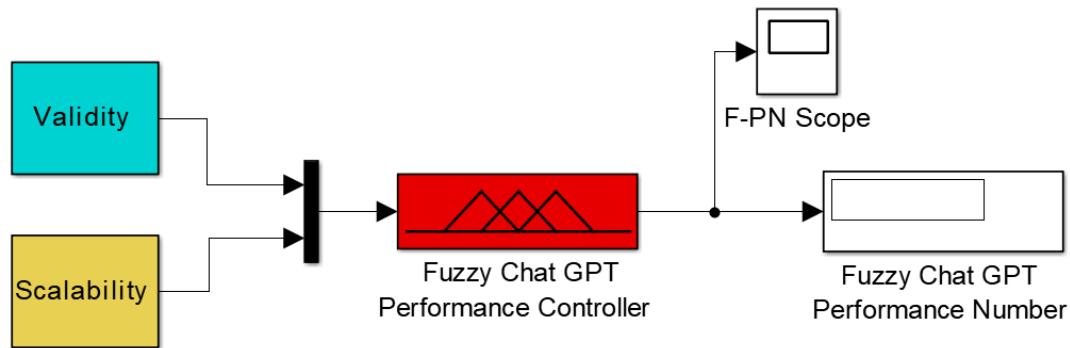 Validity
Scalability
Fuzzy Chat GPT
Performance Controller
F-PN Scope
Fuzzy Chat GPT
Performance Number